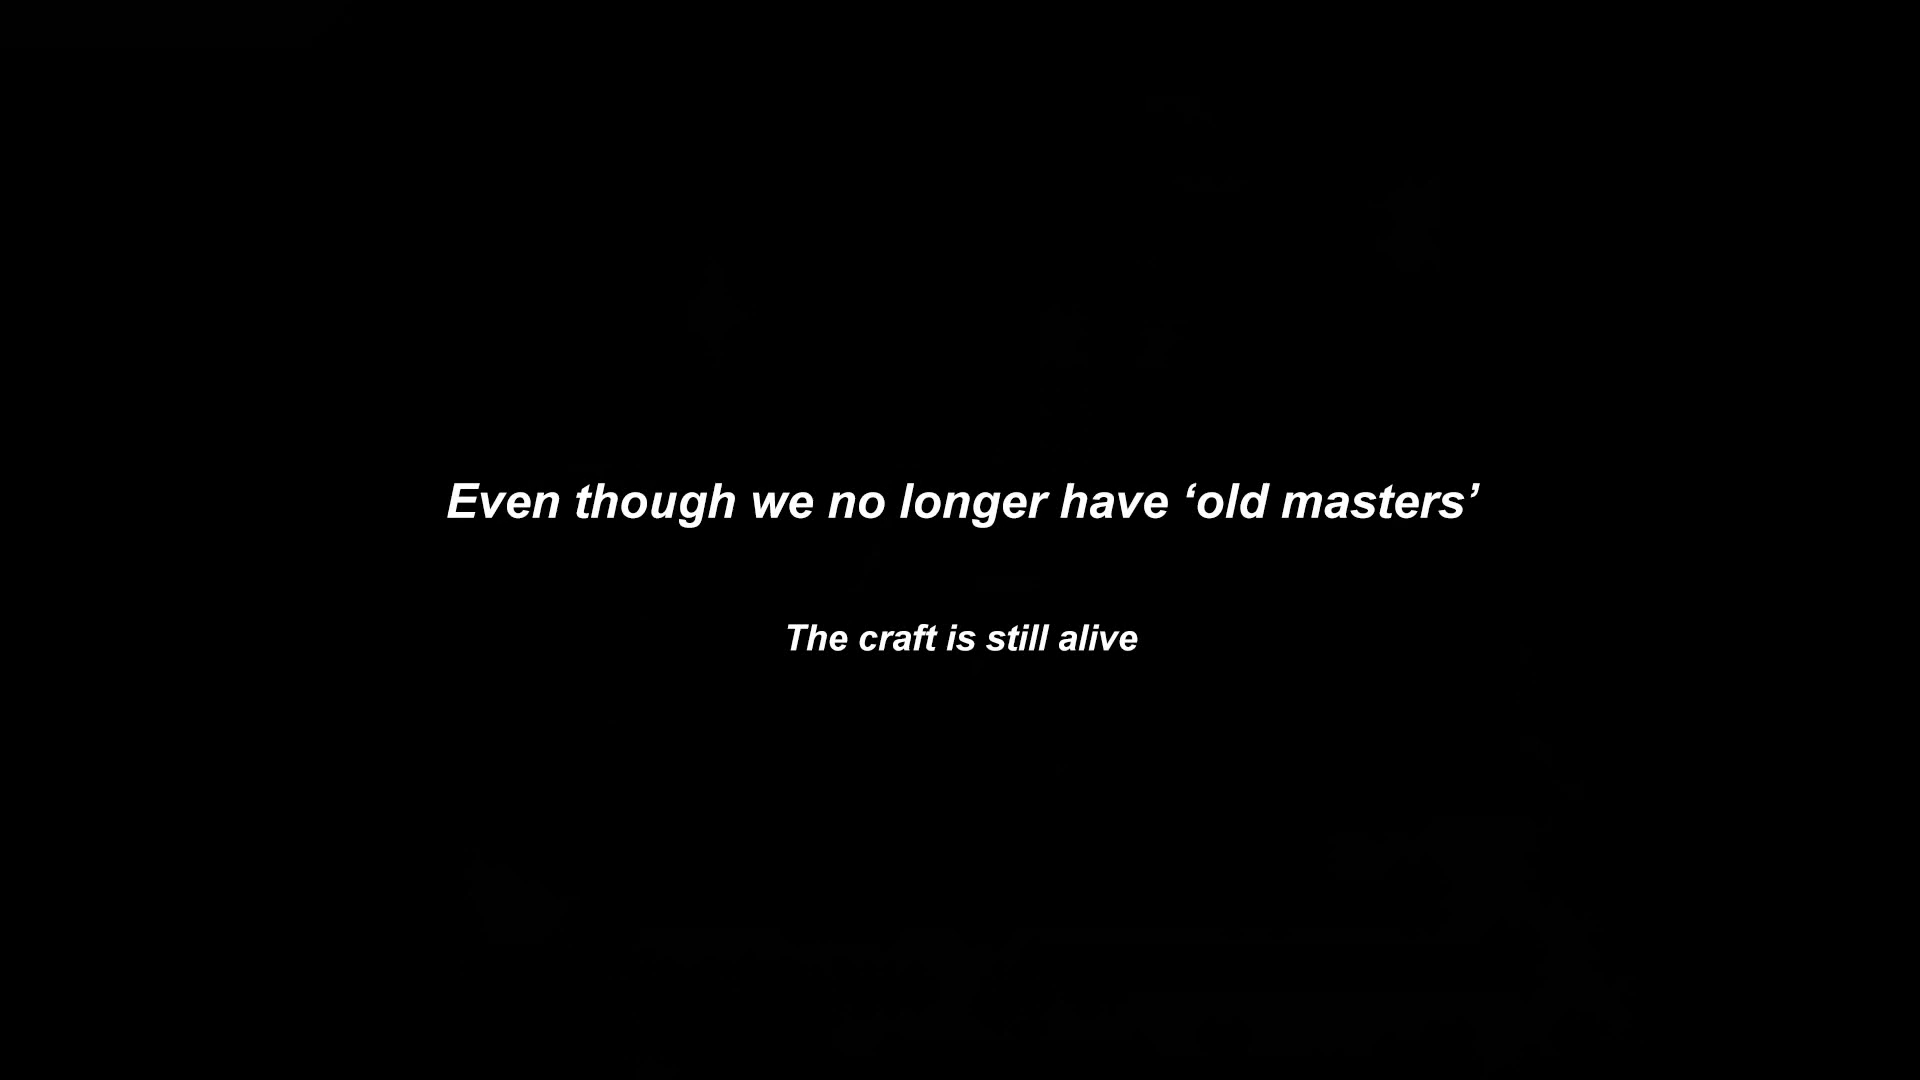 Even though we no longer have ‘old masters’
The craft is still alive